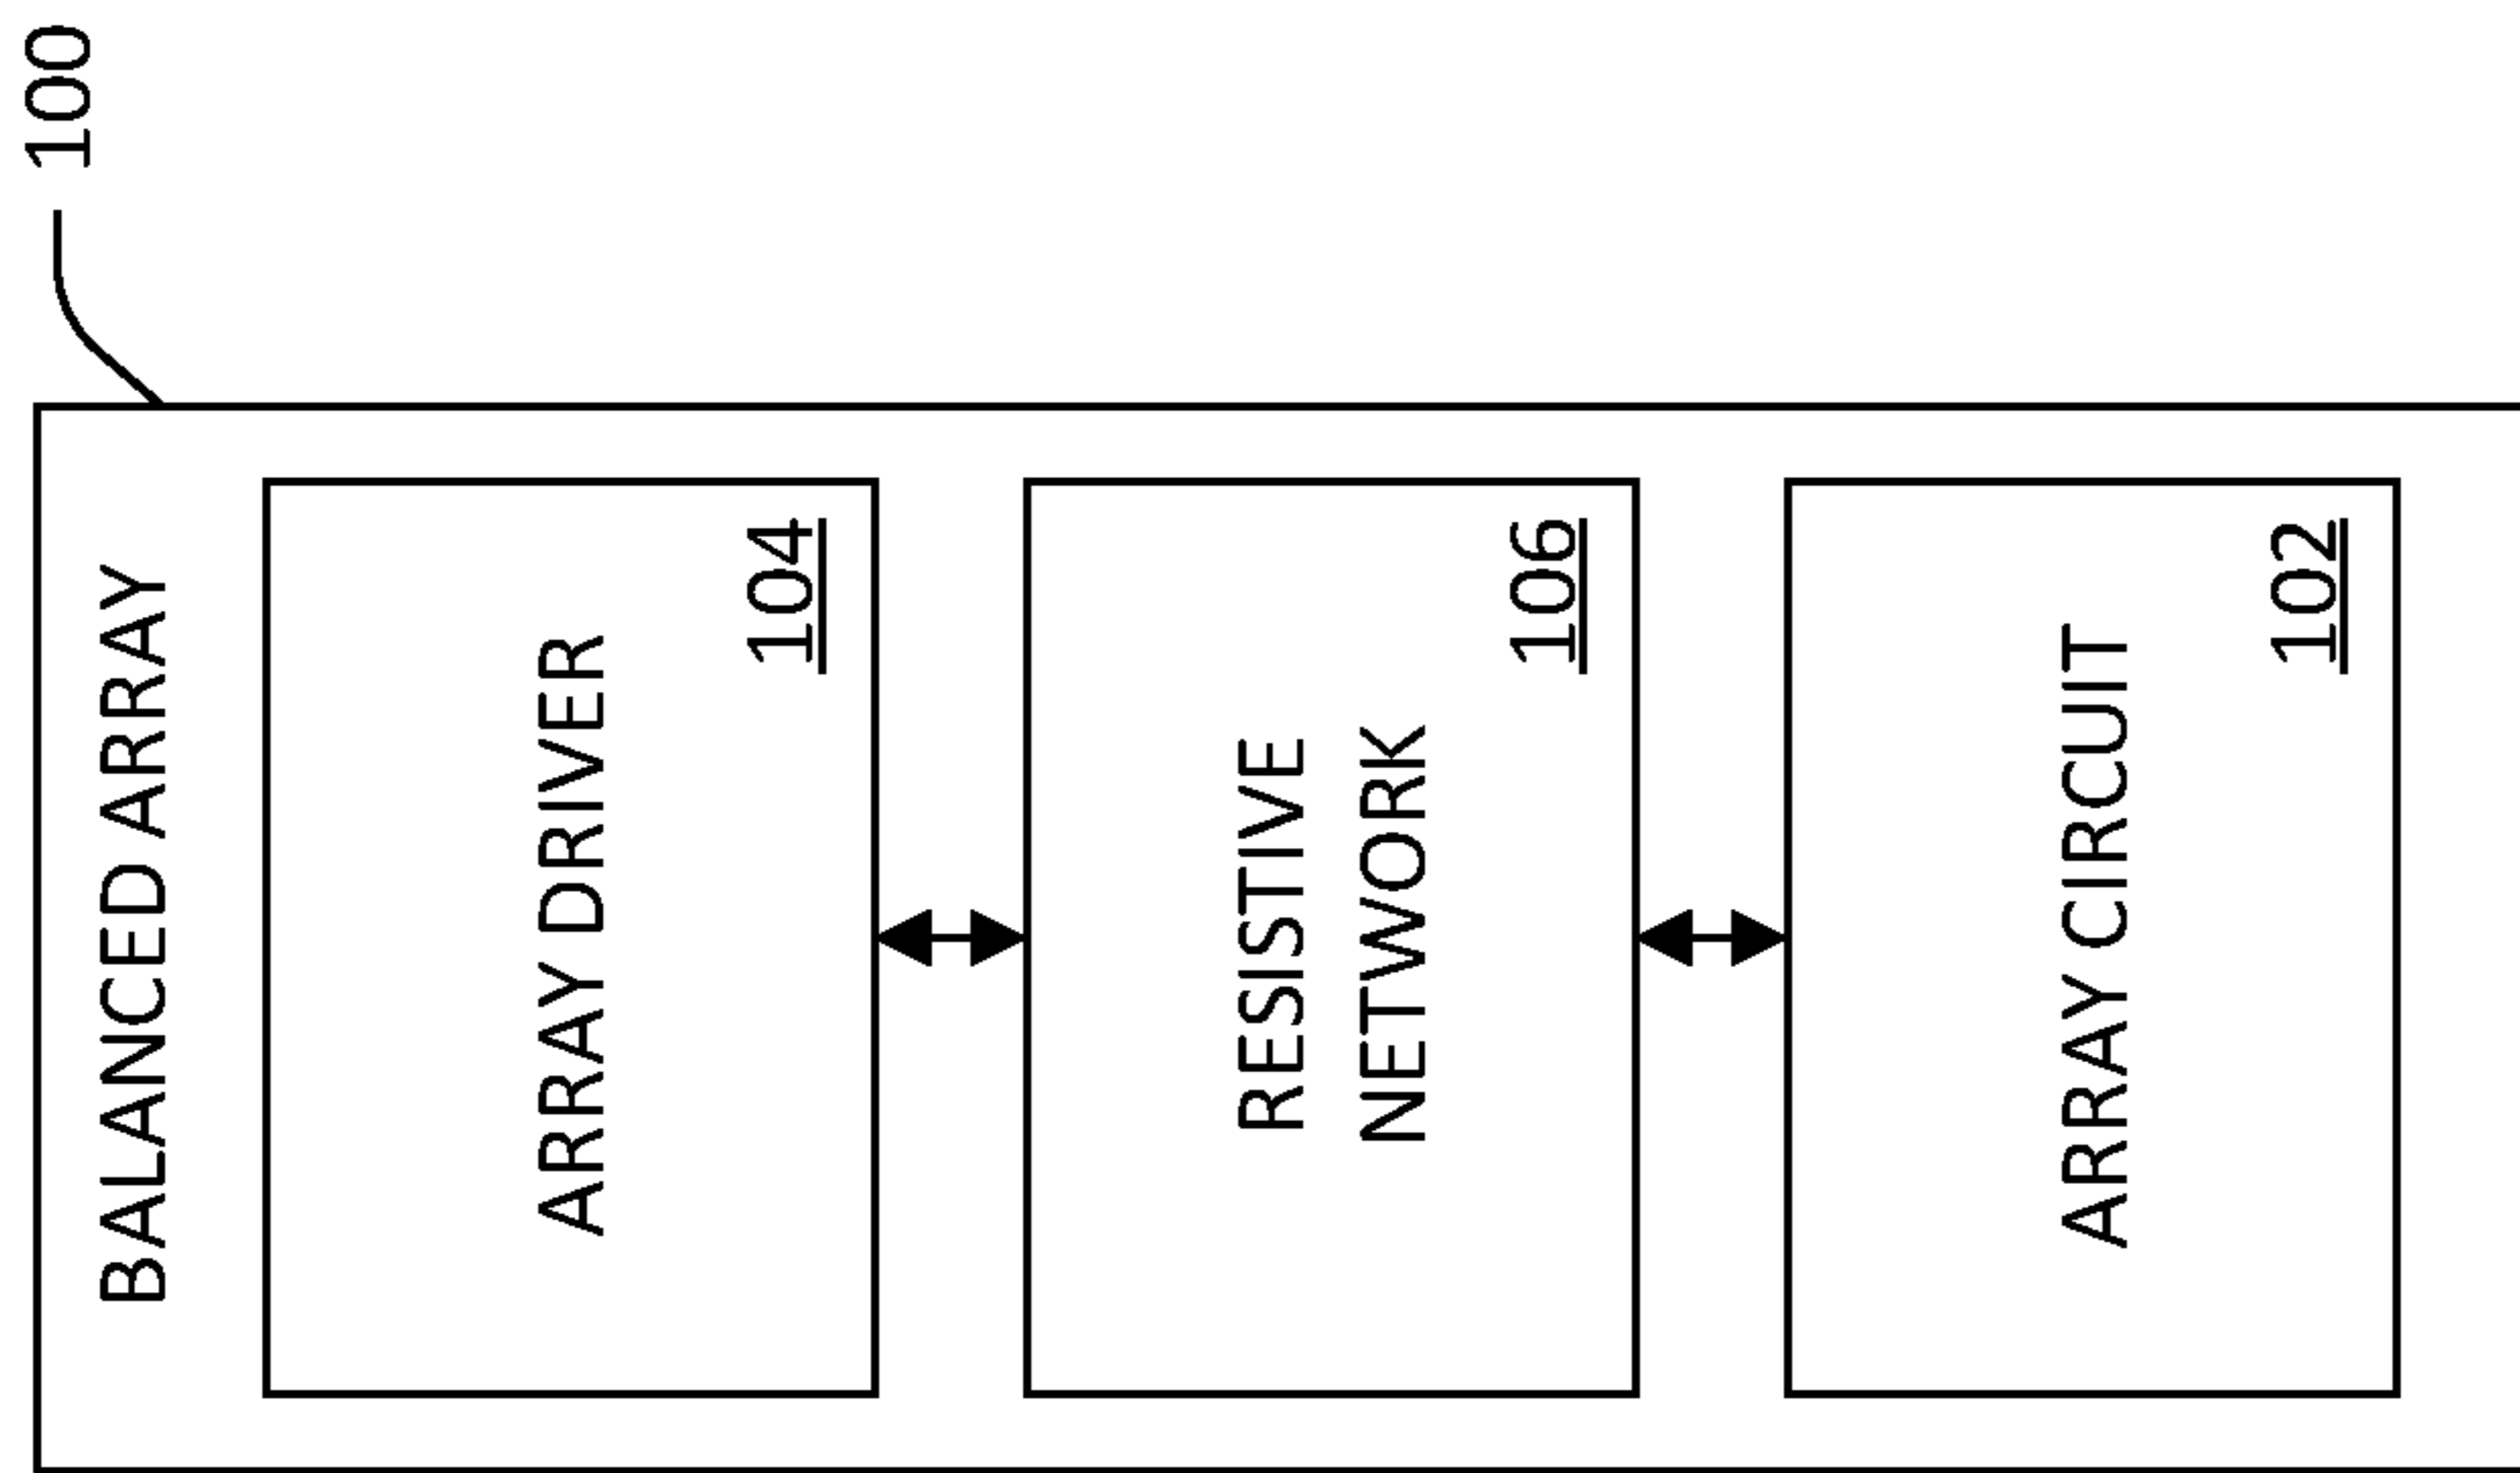 100
BALANCED ARRAY
ARRAY DRIVER
104
RESISTIVE
NETWORK
106
ARRAY CIRCUIT
102